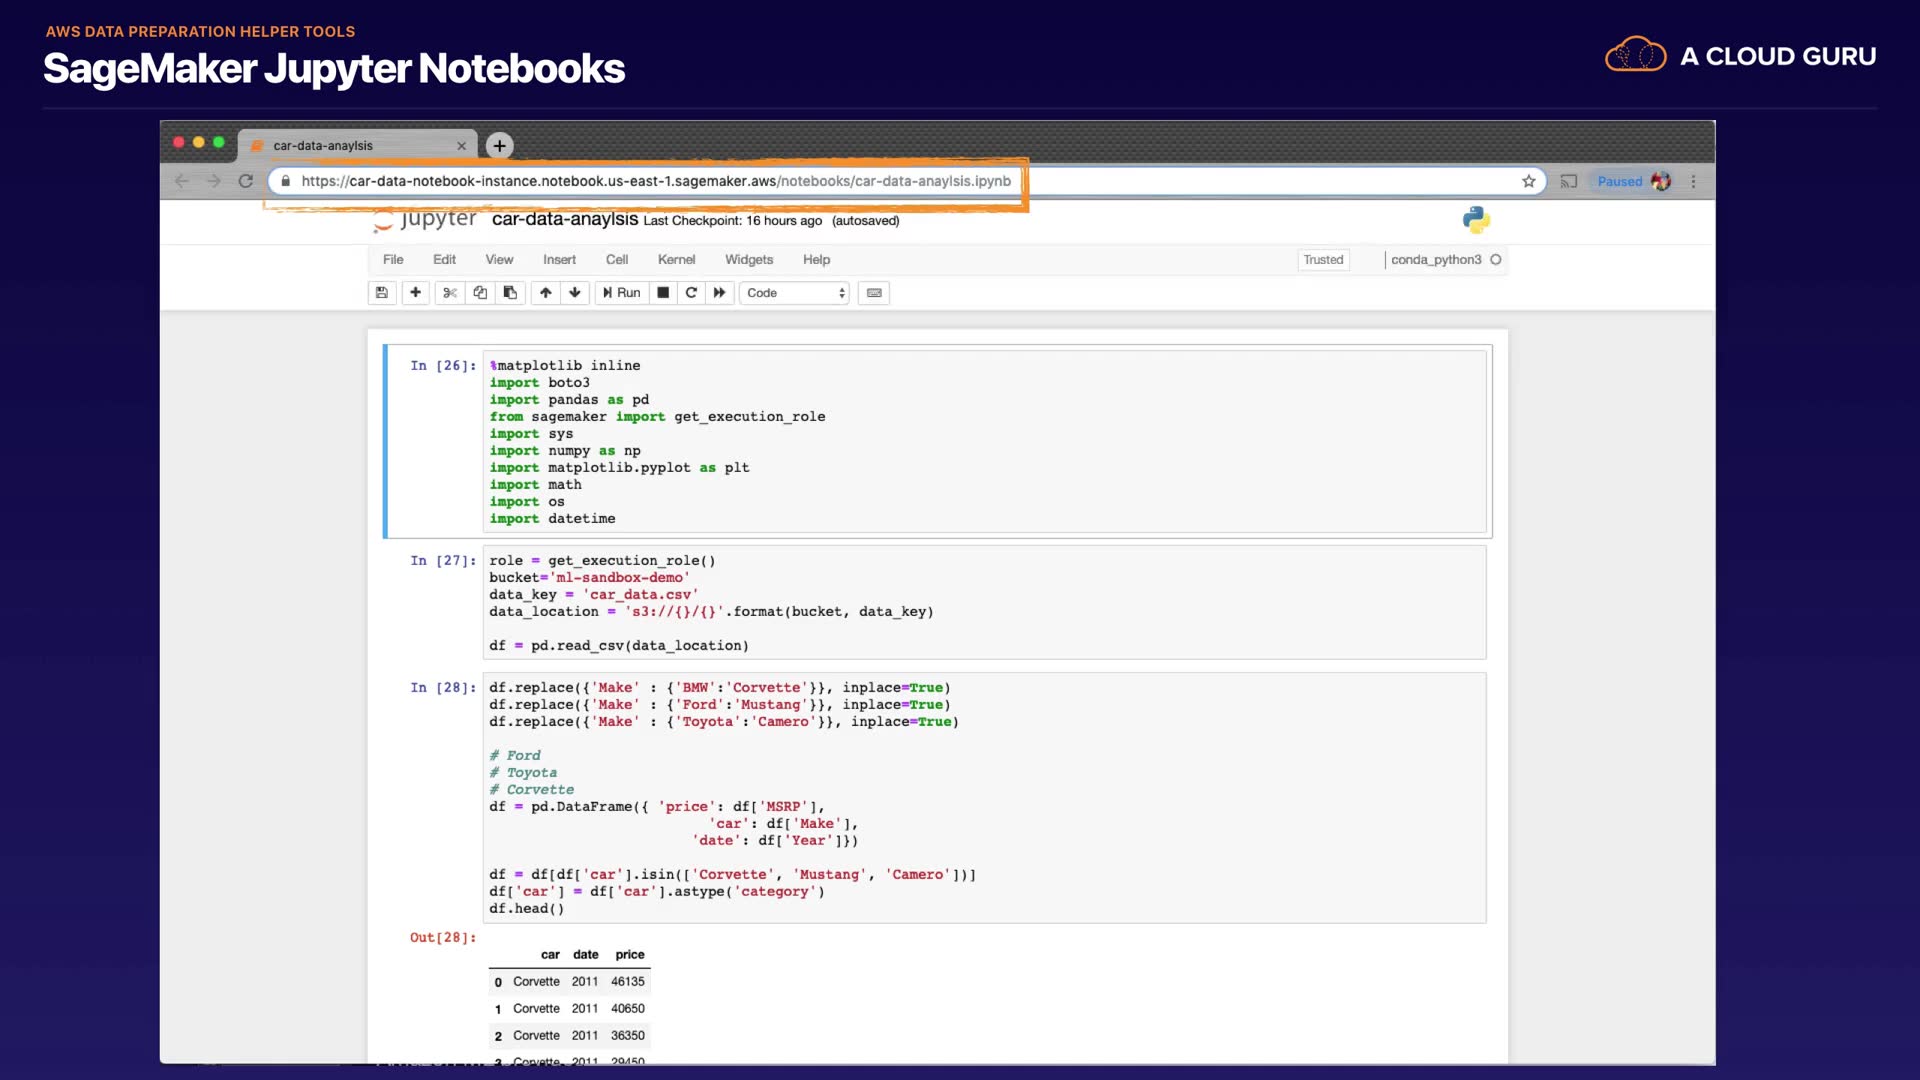 AWS DATA PREPARATION HELPER TOOLS
SageMaker Jupyter Notebooks
A CLOUD GURU
car-data-anaylsis
https://car-data-notebook-instance.notebook.us-east-1.sagemaker.aws/notebooks/car-data-anaylsis.ipynb
Paused
jupyter car-data-anaylsis Last Checkpoint: 16 hours ago (autosaved)
File Edit View Insert Cell Kernel Widgets Help Trusted conda_python3
Run Code
In [26]: %matplotlib inline
import boto3
import pandas as pd
from sagemaker import get_execution_role
import sys
import numpy as np
import matplotlib.pyplot as plt
import math
import os
import datetime
In [27]: role = get_execution_role()
bucket='ml-sandbox-demo'
data_key = 'car_data.csv'
data_location = 's3://{}/{}'.format(bucket, data_key)
df = pd.read_csv(data_location)
In [28]: df.replace({'Make' : {'BMW':'Corvette'}}, inplace=True)
df.replace({'Make' : {'Ford':'Mustang'}}, inplace=True)
df.replace({'Make' : {'Toyota':'Camero'}}, inplace=True)
# Ford
# Toyota
# Corvette
df = pd.DataFrame({ 'price': df['MSRP'],
'car': df['Make'],
'date': df['Year']})
df = df[df['car'].isin(['Corvette', 'Mustang', 'Camero'])]
df['car'] = df['car'].astype('category')
df.head()
Out[28]:
car date price
0 Corvette 2011 46135
1 Corvette 2011 40650
2 Corvette 2011 36350
3 Corvette 2011 29450